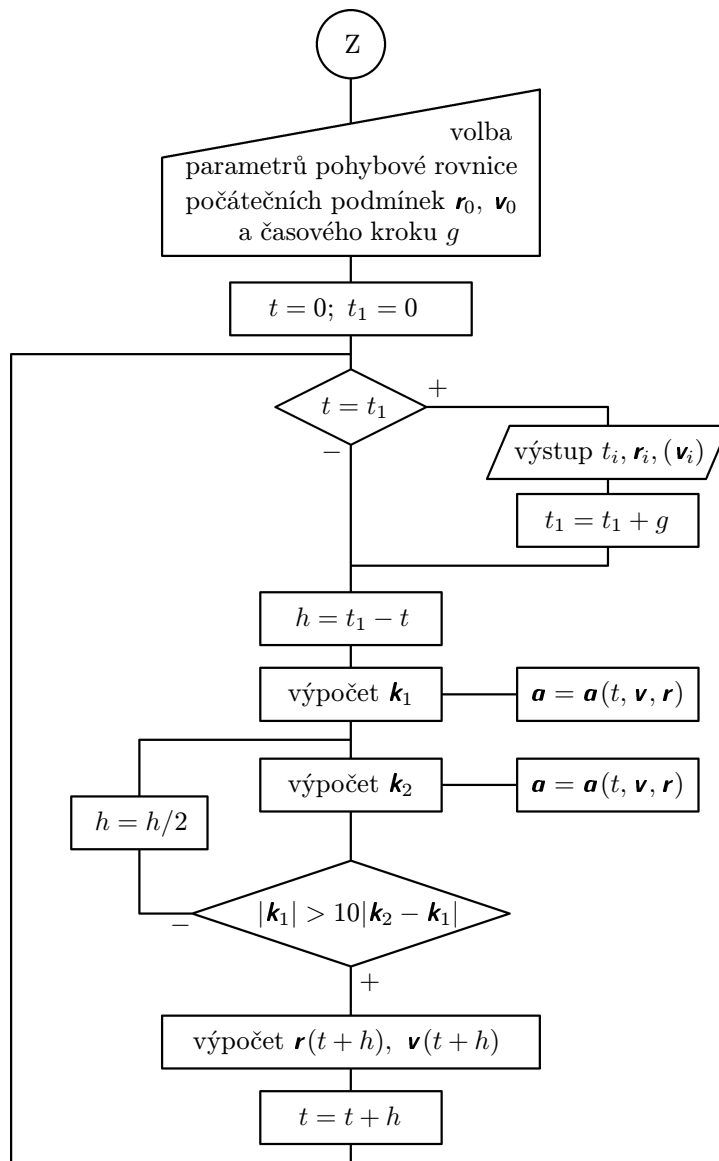 Z
volba
parametrů pohybové rovnice
počátečních podmínek r₀, v₀
a časového kroku g
t = 0; t₁ = 0
t = t₁
+
−
výstup tᵢ, rᵢ, (vᵢ)
t₁ = t₁ + g
h = t₁ − t
výpočet k₁
a = a(t, v, r)
výpočet k₂
a = a(t, v, r)
h = h/2
|k₁| > 10|k₂ − k₁|
−
+
výpočet r(t + h), v(t + h)
t = t + h